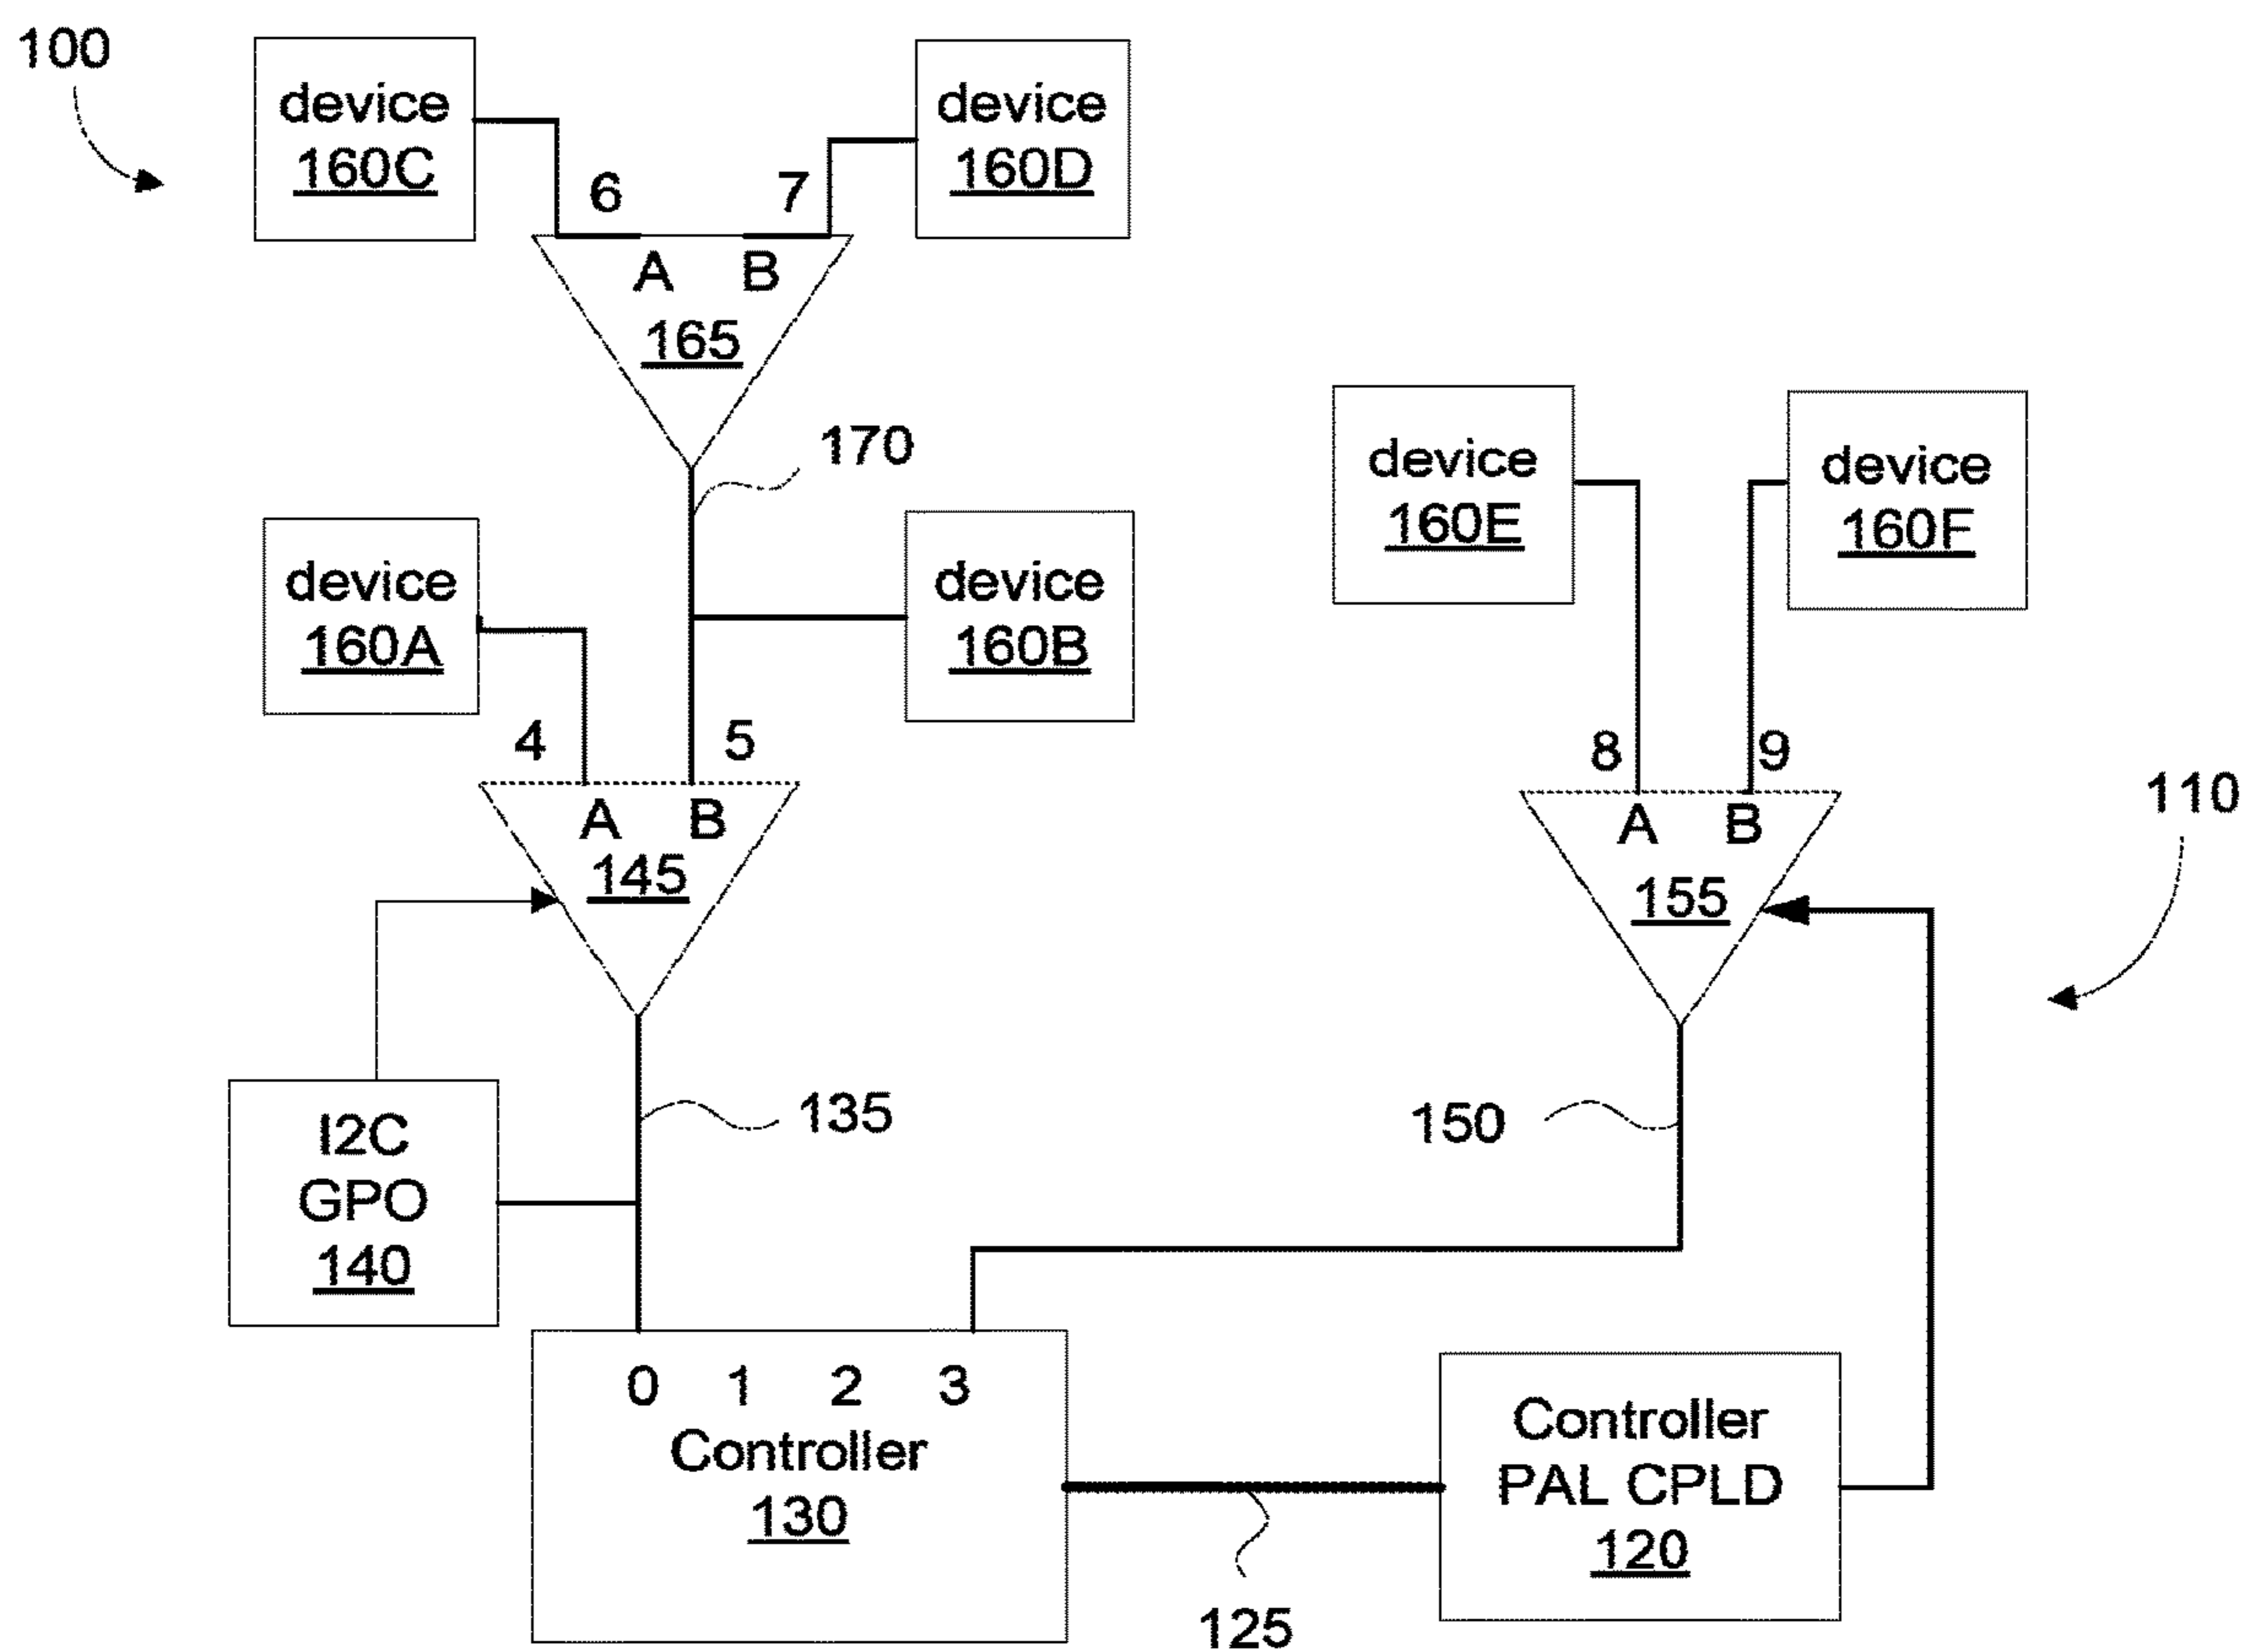 100
device
160C
device
160D
6
7
A B
165
170
device
160A
device
160B
device
160E
device
160F
4
5
A B
145
8
9
A B
155
110
I2C
GPO
140
135
150
0 1 2 3
Controller
130
Controller
PAL CPLD
120
125